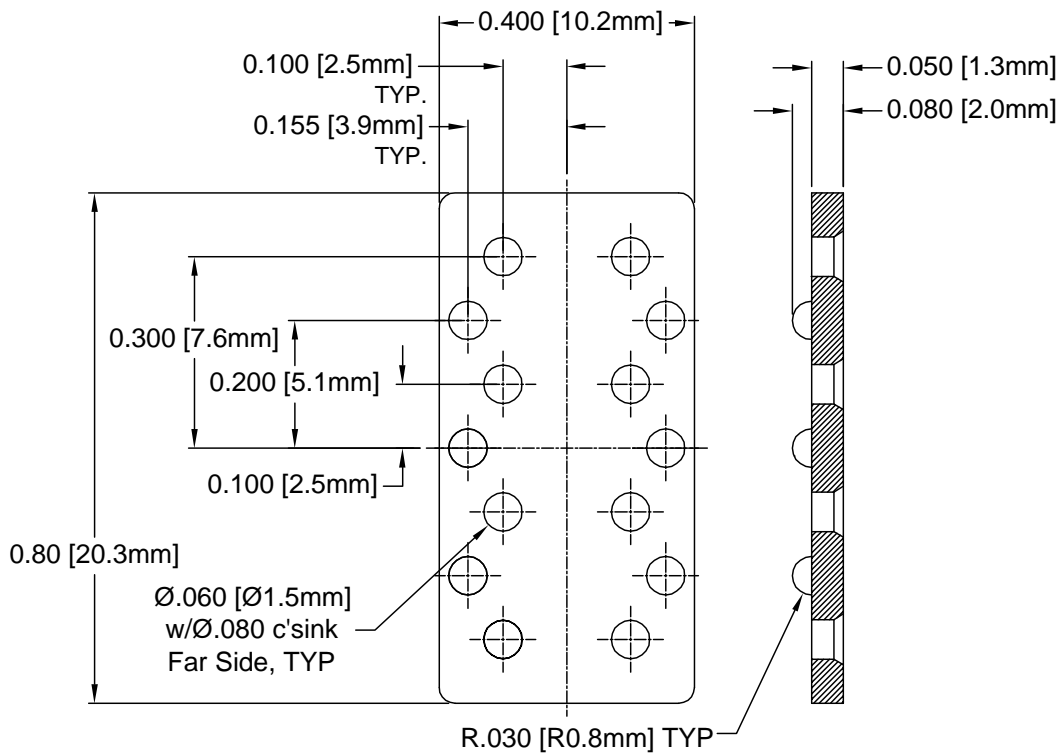 0.400 [10.2mm]
0.100 [2.5mm]
TYP.
0.050 [1.3mm]
0.080 [2.0mm]
0.155 [3.9mm]
TYP.
0.300 [7.6mm]
0.200 [5.1mm]
0.100 [2.5mm]
0.80 [20.3mm]
Ø.060 [Ø1.5mm]
w/Ø.080 c'sink
Far Side, TYP
R.030 [R0.8mm] TYP